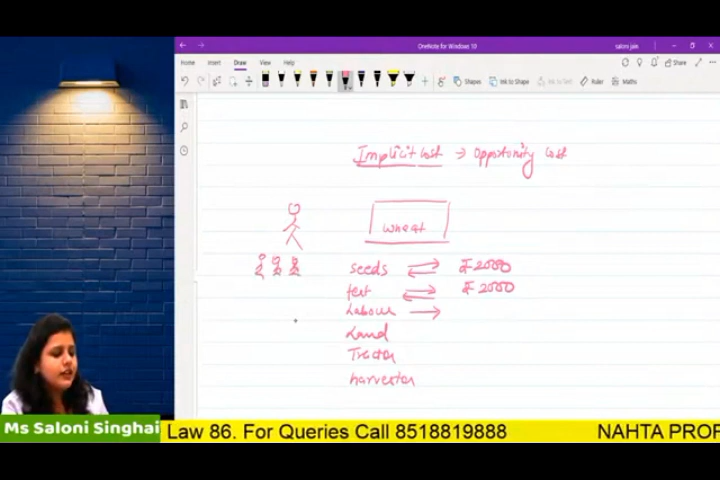 OneNote for Windows 10
saloni jain
Home Insert Draw View Help
Shapes Ink to Shape Ink to Text Ruler Maths
Share
Implicit cost → opportunity cost
wheat
seeds ₹2000
fert ₹2000
Labour →
Land
Tractor
harvester
Ms Saloni Singhai
Law 86. For Queries Call 8518819888 NAHTA PROF